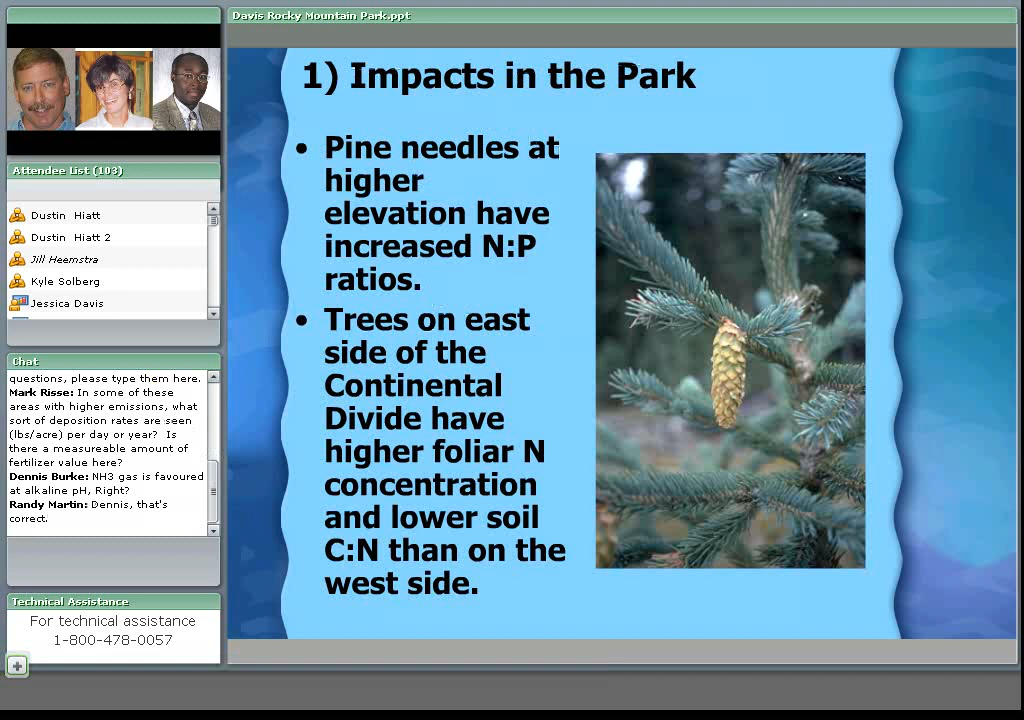 Davis Rocky Mountain Park.ppt
Attendee List (103)
Dustin Hiatt
Dustin Hiatt 2
Jill Heemstra
Kyle Solberg
Jessica Davis
Chat
questions, please type them here.
Mark Risse: In some of these
areas with higher emissions, what
sort of deposition rates are seen
(lbs/acre) per day or year? Is
there a measureable amount of
fertilizer value here?
Dennis Burke: NH3 gas is favoured
at alkaline pH, Right?
Randy Martin: Dennis, that's
correct.
Technical Assistance
For technical assistance
1-800-478-0057
1) Impacts in the Park
• Pine needles at
higher
elevation have
increased N:P
ratios.
• Trees on east
side of the
Continental
Divide have
higher foliar N
concentration
and lower soil
C:N than on the
west side.